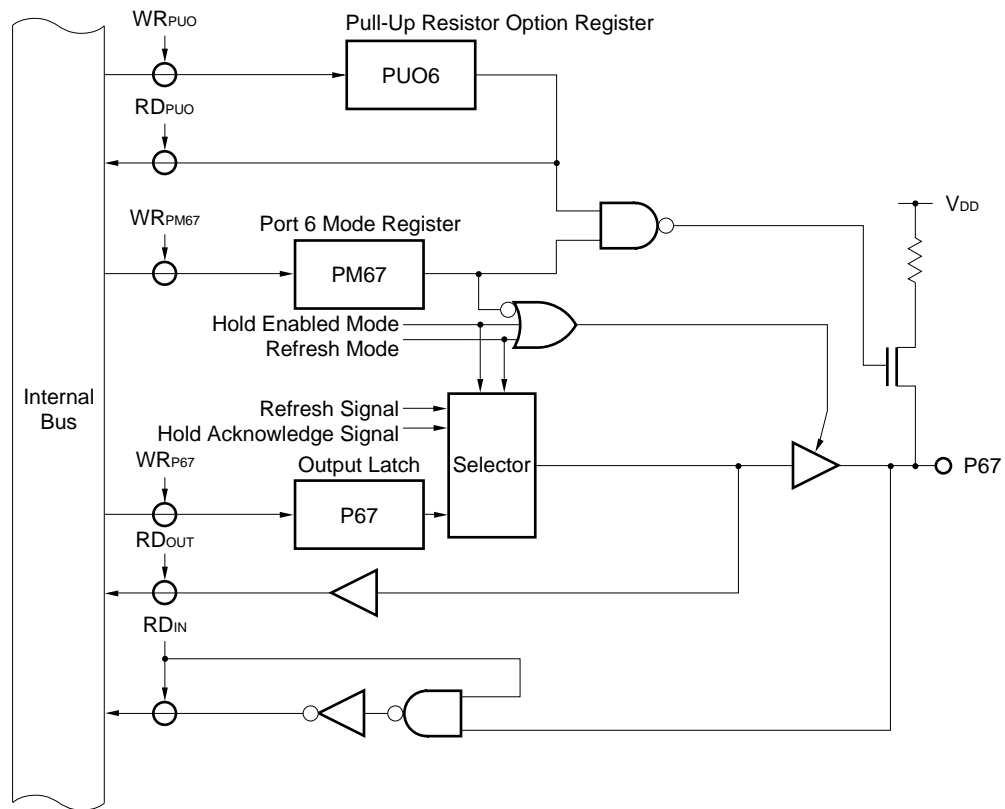 WRPUO
Pull-Up Resistor Option Register
PUO6
RDPUO
WRPM67
Port 6 Mode Register
PM67
VDD
Hold Enabled Mode
Refresh Mode
Internal
Bus
Refresh Signal
Hold Acknowledge Signal
Selector
WRP67
Output Latch
P67
P67
RDOUT
RDIN